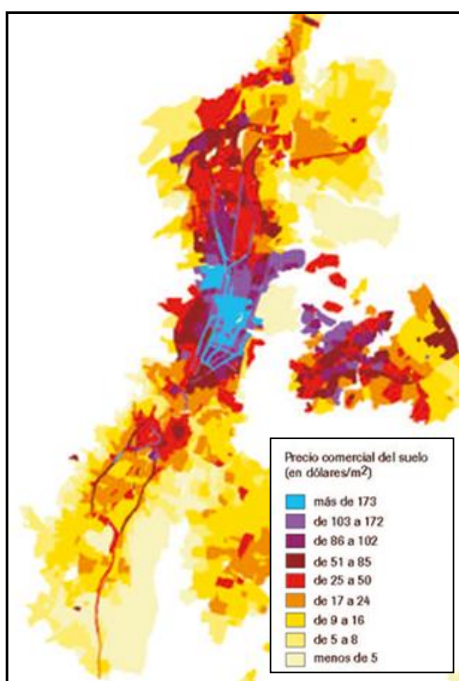 Precio comercial del suelo
(en dólares/m²)
más de 173
de 103 a 172
de 86 a 102
de 51 a 85
de 25 a 50
de 17 a 24
de 9 a 16
de 5 a 8
menos de 5